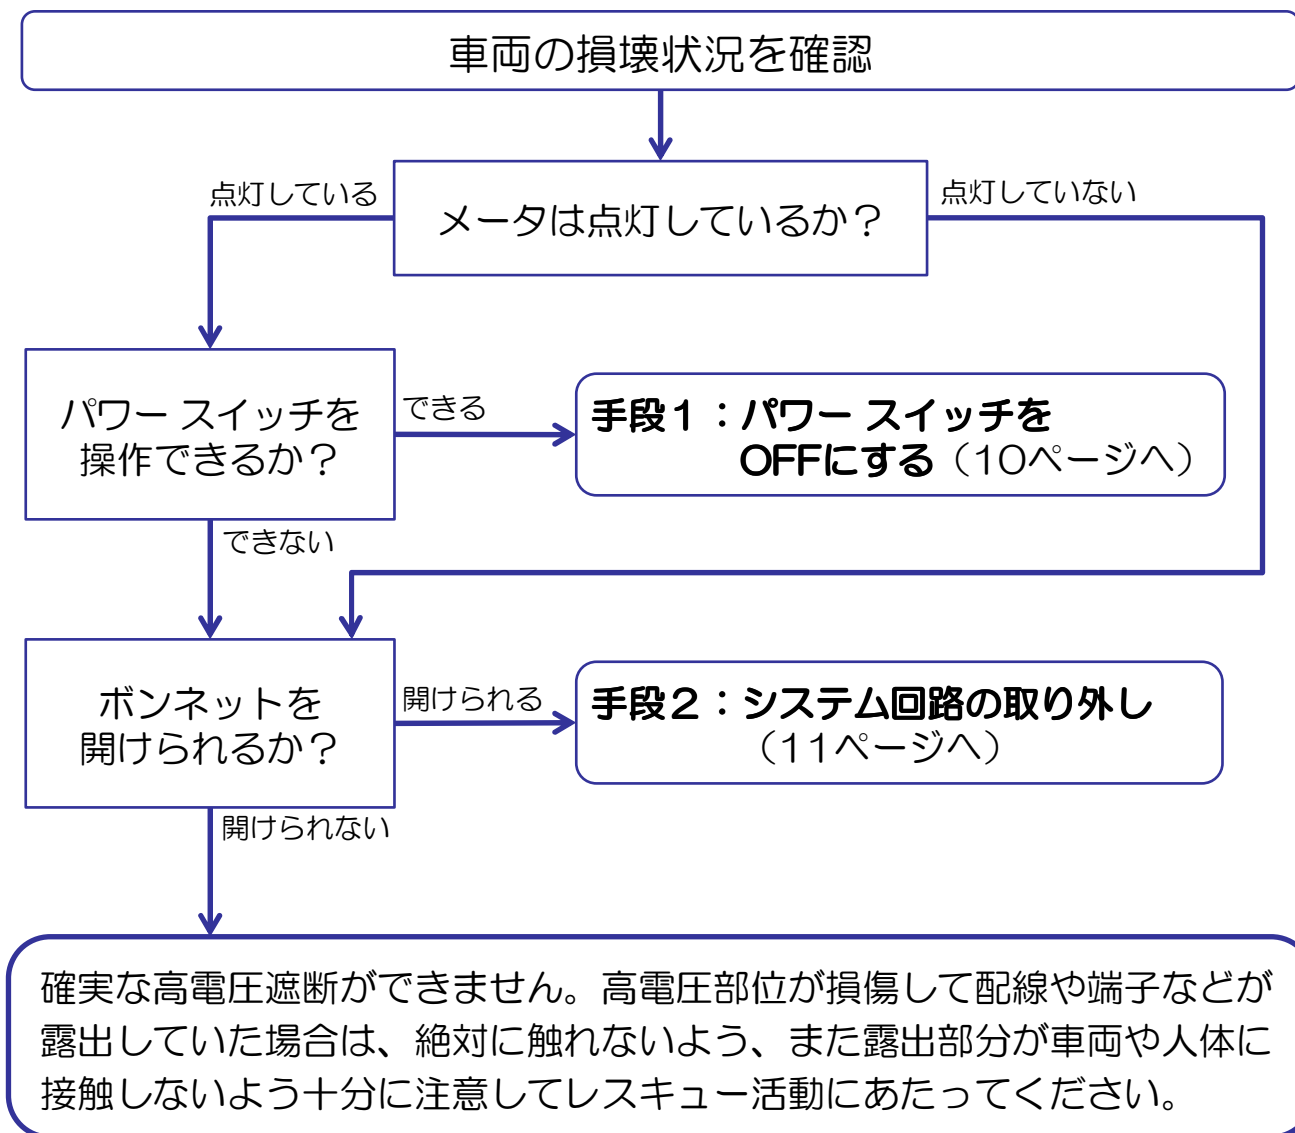 車両の損壊状況を確認
点灯している
メータは点灯しているか？
点灯していない
パワー スイッチを
操作できるか？
できる
手段１：パワー スイッチを
OFFにする（10ページへ）
できない
ボンネットを
開けられるか？
開けられる
手段２：システム回路の取り外し
（11ページへ）
開けられない
確実な高電圧遮断ができません。高電圧部位が損傷して配線や端子などが
露出していた場合は、絶対に触れないよう、また露出部分が車両や人体に
接触しないよう十分に注意してレスキュー活動にあたってください。